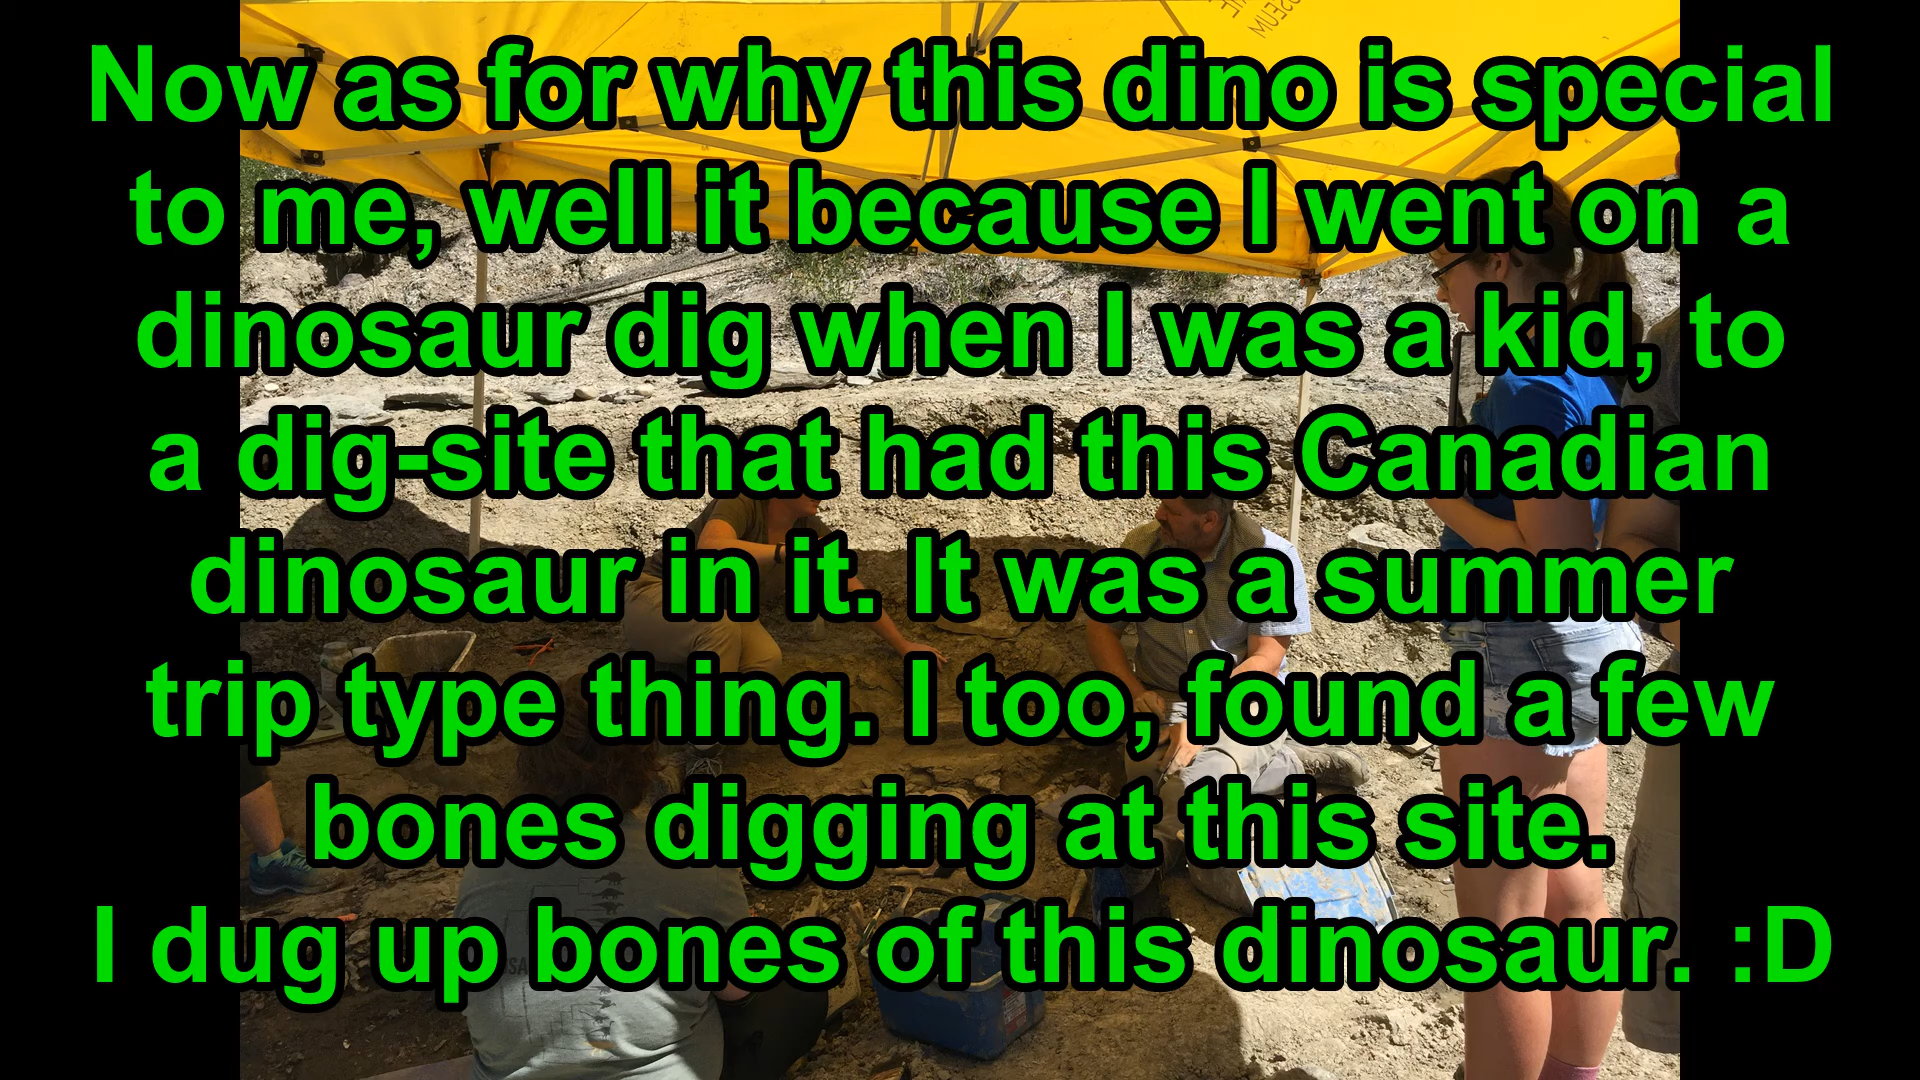 MUSEUM
Now as for why this dino is special
to me, well it because I went on a
dinosaur dig when I was a kid, to
a dig-site that had this Canadian
dinosaur in it. It was a summer
trip type thing. I too, found a few
bones digging at this site.
I dug up bones of this dinosaur. :D